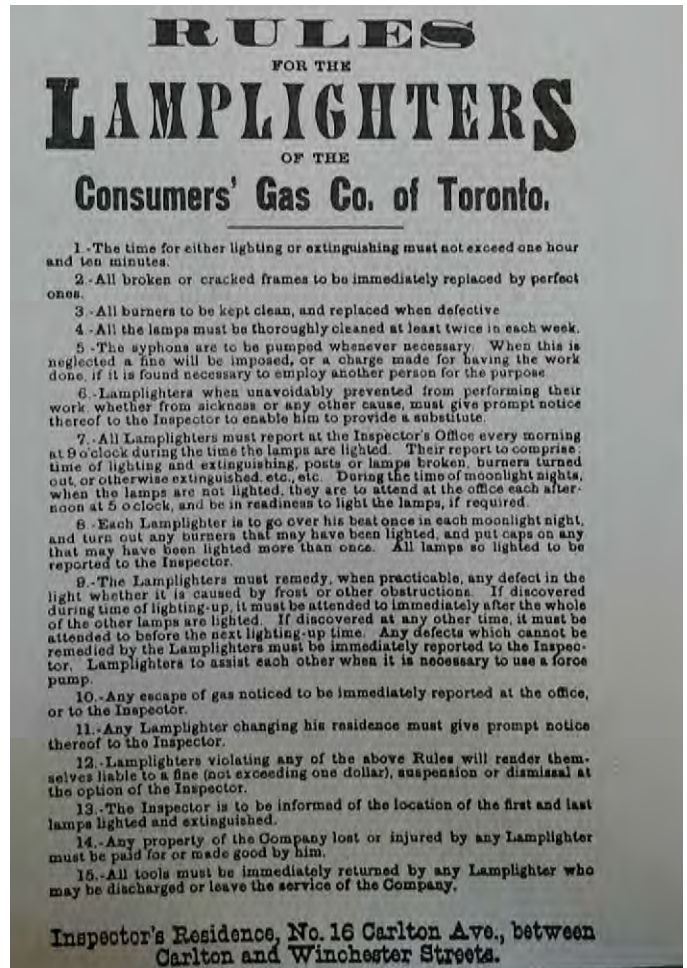 RULES
FOR THE
LAMPLIGHTERS
OF THE
Consumers' Gas Co. of Toronto.
1.-The time for either lighting or extinguishing must not exceed one hour
and ten minutes.
2.-All broken or cracked frames to be immediately replaced by perfect
ones.
3.-All burners to be kept clean, and replaced when defective
4.-All the lamps must be thoroughly cleaned at least twice in each week.
5.-The syphons are to be pumped whenever necessary. When this is
neglected a fine will be imposed, or a charge made for having the work
done, if it is found necessary to employ another person for the purpose
6.-Lamplighters when unavoidably prevented from performing their
work, whether from sickness or any other cause, must give prompt notice
thereof to the Inspector to enable him to provide a substitute.
7.-All Lamplighters must report at the Inspector's Office every morning
at 9 o'clock during the time the lamps are lighted. Their report to comprise:
time of lighting and extinguishing, posts or lamps broken, burners turned
out, or otherwise extinguished, etc., etc. During the time of moonlight nights,
when the lamps are not lighted, they are to attend at the office each after-
noon at 5 o'clock, and be in readiness to light the lamps, if required.
8.-Each Lamplighter is to go over his beat once in each moonlight night,
and turn out any burners that may have been lighted, and put caps on any
that may have been lighted more than once. All lamps so lighted to be
reported to the Inspector.
9.-The Lamplighters must remedy, when practicable, any defect in the
light whether it is caused by frost or other obstructions. If discovered
during time of lighting-up, it must be attended to immediately after the whole
of the other lamps are lighted. If discovered at any other time, it must be
attended to before the next lighting-up time. Any defects which cannot be
remedied by the Lamplighters must be immediately reported to the Inspec-
tor. Lamplighters to assist each other when it is necessary to use a force
pump.
10.-Any escape of gas noticed to be immediately reported at the office,
or to the Inspector.
11.-Any Lamplighter changing his residence must give prompt notice
thereof to the Inspector.
12.-Lamplighters violating any of the above Rules will render them-
selves liable to a fine (not exceeding one dollar), suspension or dismissal at
the option of the Inspector.
13.-The Inspector is to be informed of the location of the first and last
lamps lighted and extinguished.
14.-Any property of the Company lost or injured by any Lamplighter
must be paid for or made good by him.
15.-All tools must be immediately returned by any Lamplighter who
may be discharged or leave the service of the Company.
Inspector's Residence, No. 16 Carlton Ave., between
Carlton and Winchester Streets.